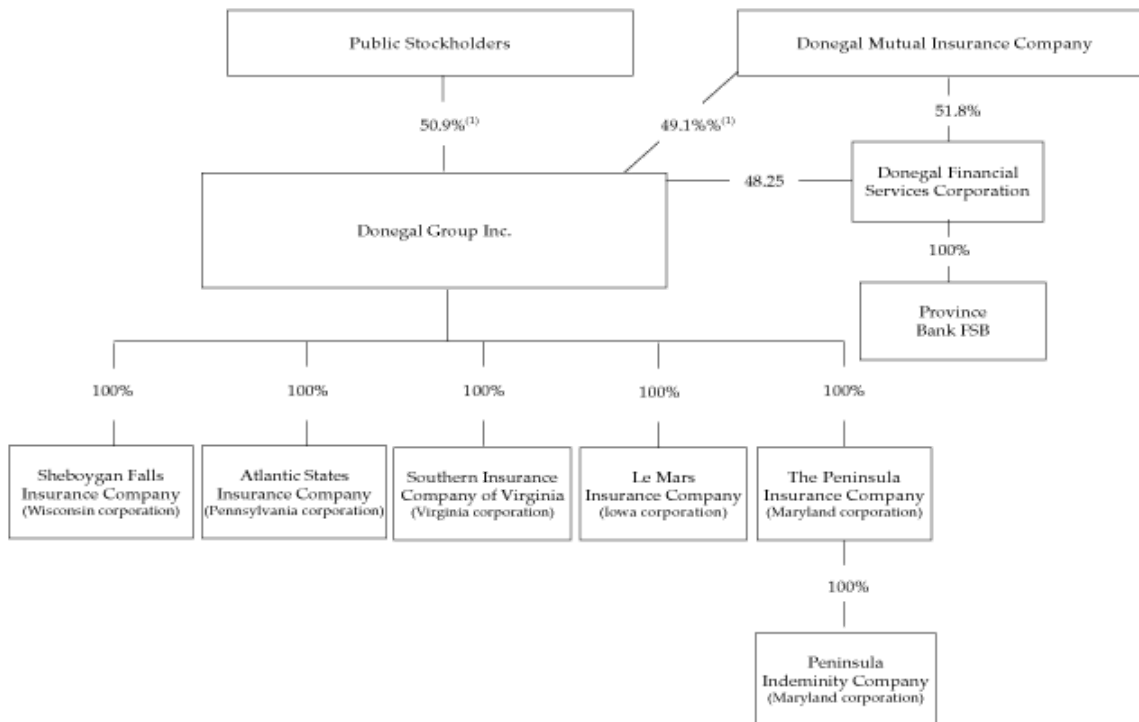 Public Stockholders
Donegal Mutual Insurance Company
50.9%(1)
49.1%%(1)
51.8%
Donegal Financial
Services Corporation
48.25
Donegal Group Inc.
100%
Province
Bank FSB
100%
100%
100%
100%
100%
Sheboygan Falls
Insurance Company
(Wisconsin corporation)
Atlantic States
Insurance Company
(Pennsylvania corporation)
Southern Insurance
Company of Virginia
(Virginia corporation)
Le Mars
Insurance Company
(Iowa corporation)
The Peninsula
Insurance Company
(Maryland corporation)
100%
Peninsula
Indeminity Company
(Maryland corporation)